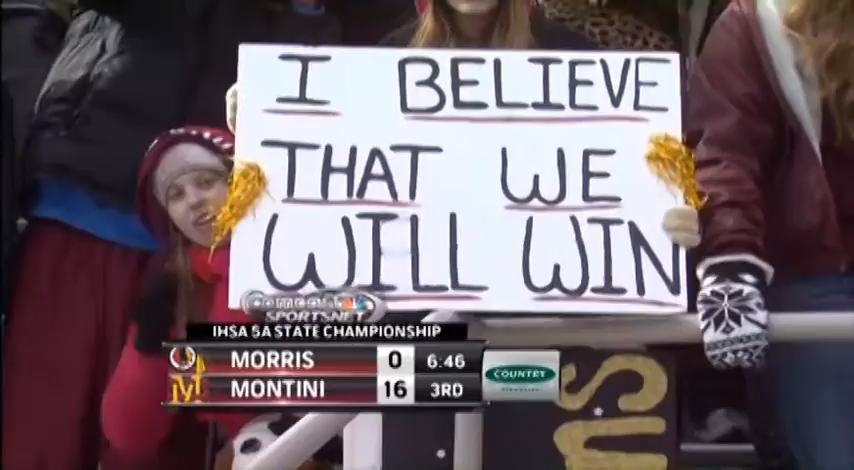 I BELIEVE
THAT WE
WILL WIN
COMCAST
SPORTSNET
IHSA 5A STATE CHAMPIONSHIP
MORRIS 0 6:46
M MONTINI 16 3RD
COUNTRY
SU